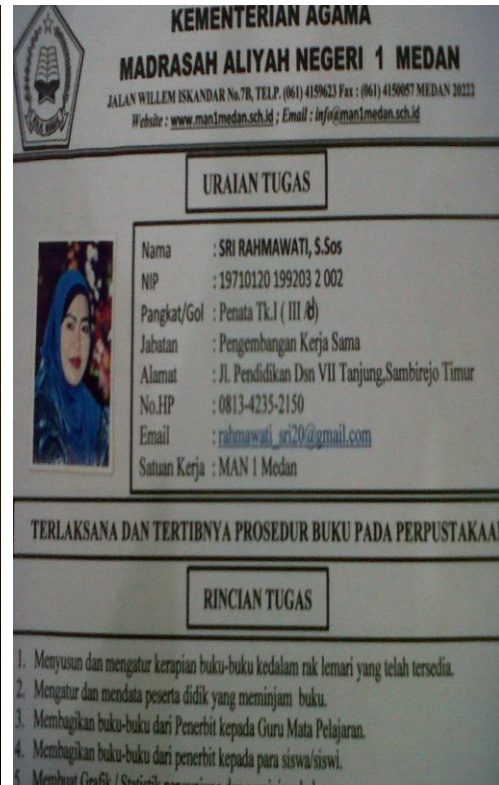 KEMENTERIAN AGAMA
MADRASAH ALIYAH NEGERI 1 MEDAN
JALAN WILLEM ISKANDAR No.7B, TELP. (061) 4159623 Fax : (061) 4150057 MEDAN 20222
Website : www.man1medan.sch.id ; Email : info@man1medan.sch.id
URAIAN TUGAS
Nama : SRI RAHMAWATI, S.Sos
NIP : 19710120 199203 2 002
Pangkat/Gol : Penata Tk.I ( III /d)
Jabatan : Pengembangan Kerja Sama
Alamat : Jl. Pendidikan Dsn VII Tanjung,Sambirejo Timur
No.HP : 0813-4235-2150
Email : rahmawati_sri20@gmail.com
Satuan Kerja : MAN 1 Medan
TERLAKSANA DAN TERTIBNYA PROSEDUR BUKU PADA PERPUSTAKAA
RINCIAN TUGAS
1. Menyusun dan mengatur kerapian buku-buku kedalam rak lemari yang telah tersedia.
2. Mengatur dan mendata peserta didik yang meminjam buku.
3. Membagikan buku-buku dari Penerbit kepada Guru Mata Pelajaran.
4. Membagikan buku-buku dari penerbit kepada para siswa/siswi.
5. Membuat Grafik / Statistik